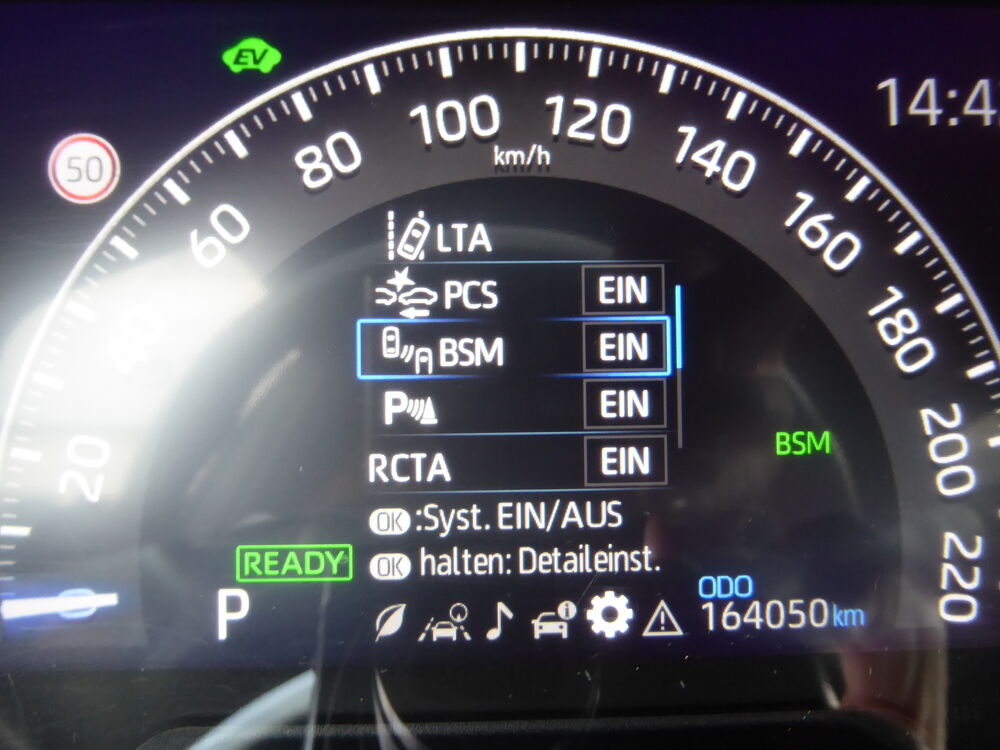 EV
14:4
50
20
60
80
100
120
140
160
180
200
220
km/h
LTA
PCS EIN
BSM EIN
P EIN
RCTA EIN
BSM
OK :Syst. EIN/AUS
READY OK halten: Detaileinst.
P
ODO
164050 km